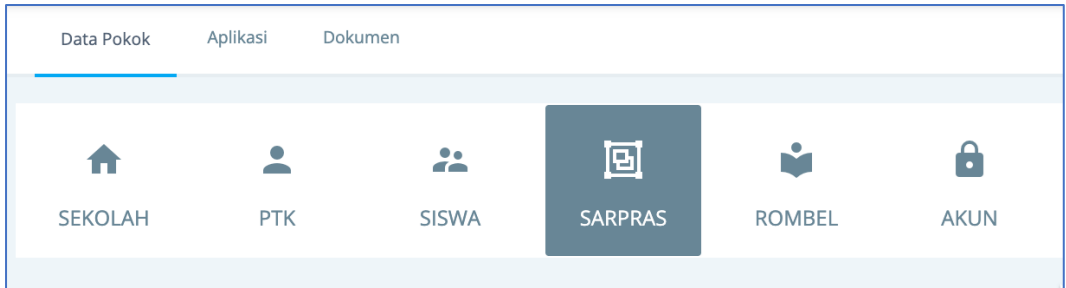 Data Pokok Aplikasi Dokumen
SEKOLAH PTK SISWA SARPRAS ROMBEL AKUN